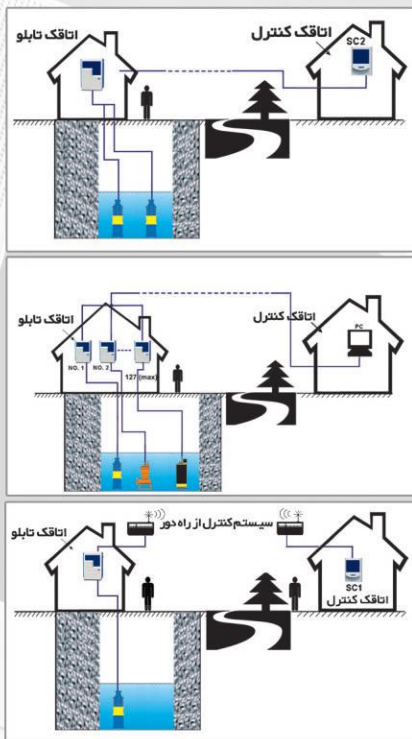 اتاقک تابلو
اتاقک کنترل
SC2
اتاقک تابلو
اتاقک کنترل
PC
NO. 1
NO. 2
127 (max)
سیستم کنترل از راه دور
اتاقک تابلو
SC1
اتاقک کنترل